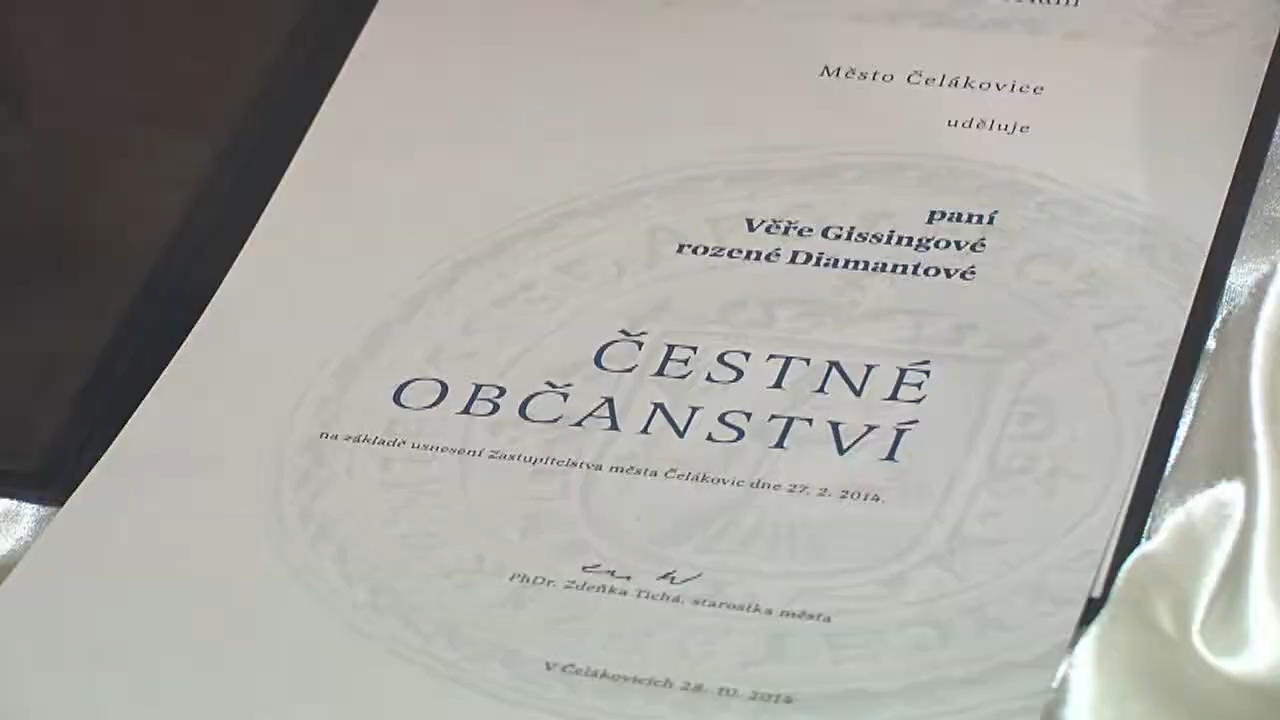 Město Čelákovice
uděluje
paní
Věře Gissingové
rozené Diamantové
ČESTNÉ
OBČANSTVÍ
na základě usnesení Zastupitelstva města Čelákovic dne 27. 2. 2014.
PhDr. Zdeňka Tichá, starostka města
V Čelákovicích 28. 10. 2014